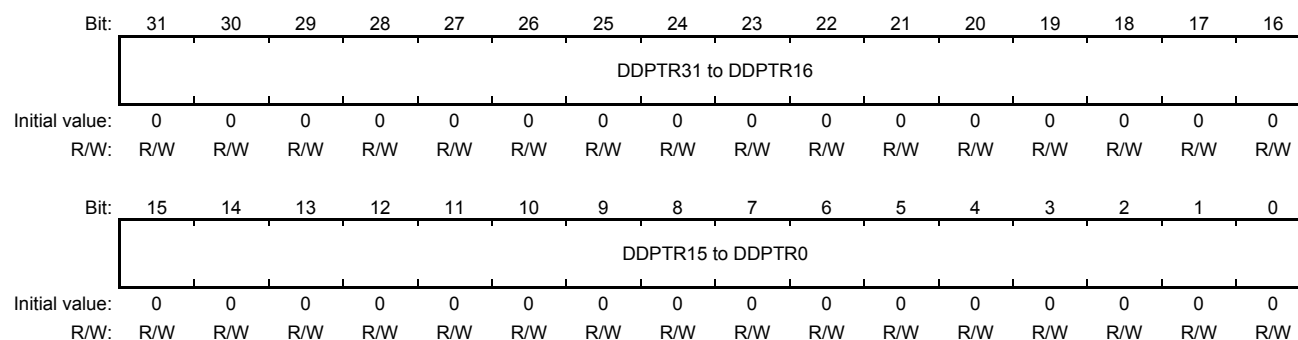 Bit: 31 30 29 28 27 26 25 24 23 22 21 20 19 18 17 16
DDPTR31 to DDPTR16
Initial value: 0 0 0 0 0 0 0 0 0 0 0 0 0 0 0 0
R/W: R/W R/W R/W R/W R/W R/W R/W R/W R/W R/W R/W R/W R/W R/W R/W R/W
Bit: 15 14 13 12 11 10 9 8 7 6 5 4 3 2 1 0
DDPTR15 to DDPTR0
Initial value: 0 0 0 0 0 0 0 0 0 0 0 0 0 0 0 0
R/W: R/W R/W R/W R/W R/W R/W R/W R/W R/W R/W R/W R/W R/W R/W R/W R/W